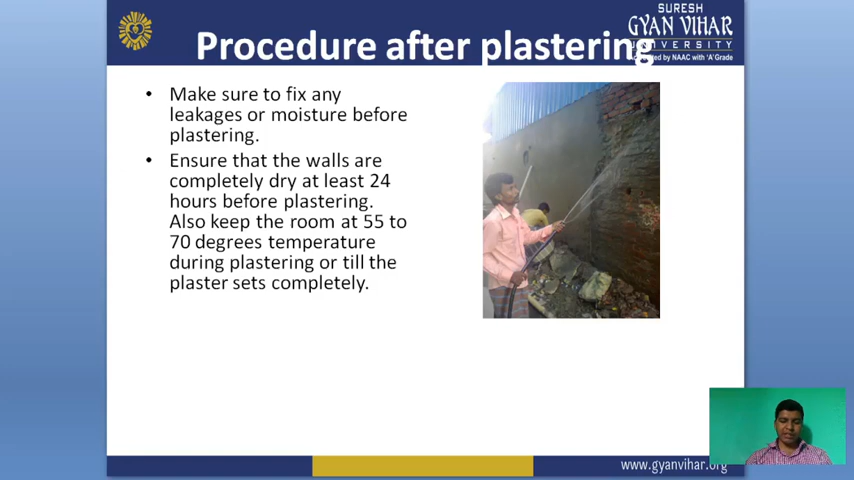 SURESH
GYAN VIHAR
UNIVERSITY
Accredited by NAAC with 'A' Grade
Procedure after plastering
• Make sure to fix any
leakages or moisture before
plastering.
• Ensure that the walls are
completely dry at least 24
hours before plastering.
Also keep the room at 55 to
70 degrees temperature
during plastering or till the
plaster sets completely.
www.gyanvihar.org